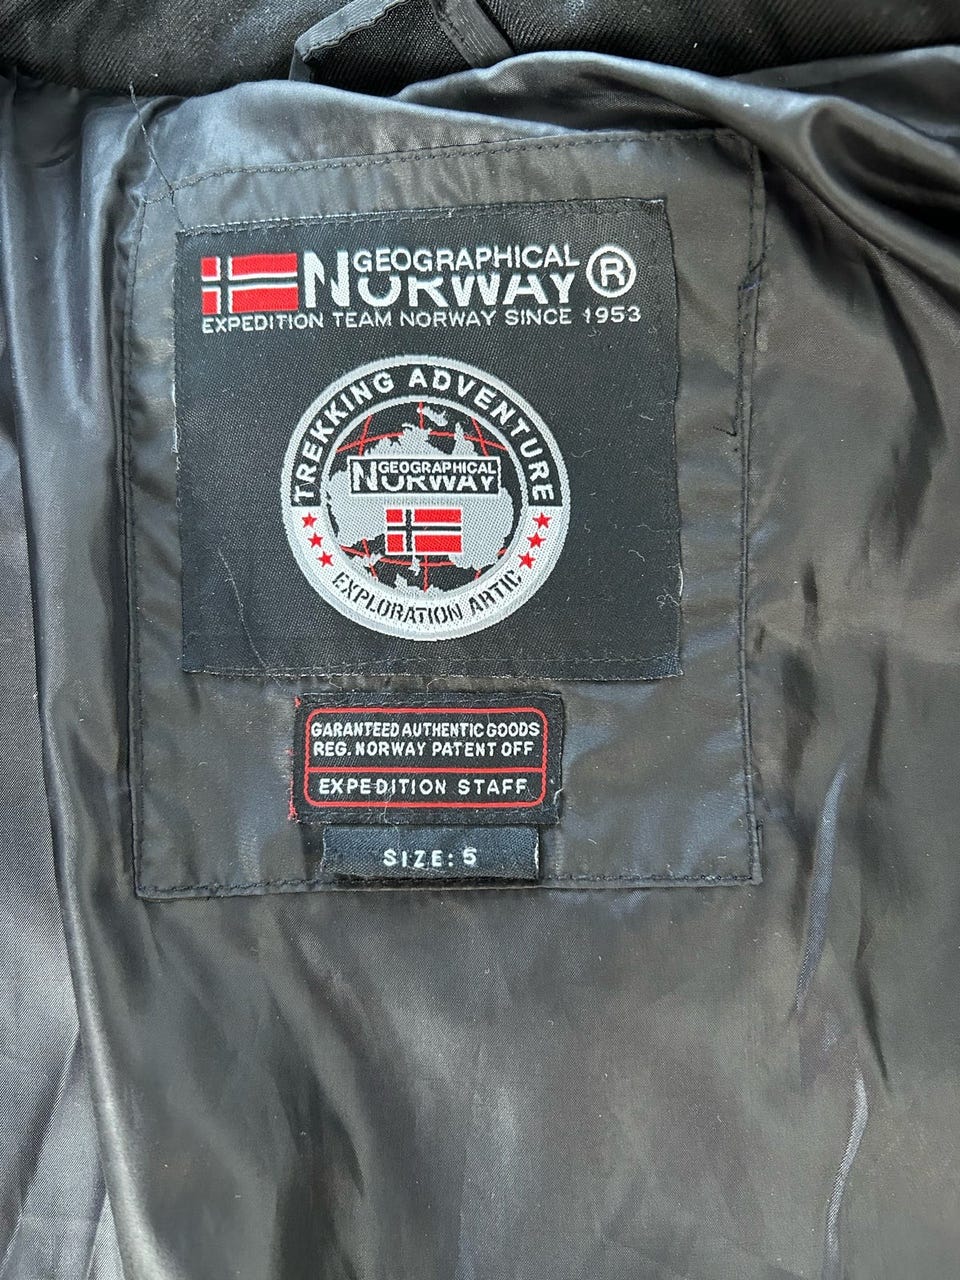 GEOGRAPHICAL
NORWAY ®
EXPEDITION TEAM NORWAY SINCE 1953
TREKKING ADVENTURE
GEOGRAPHICAL
NORWAY
EXPLORATION ARTIC
GARANTEED AUTHENTIC GOODS
REG. NORWAY PATENT OFF
EXPEDITION STAFF
SIZE: 5